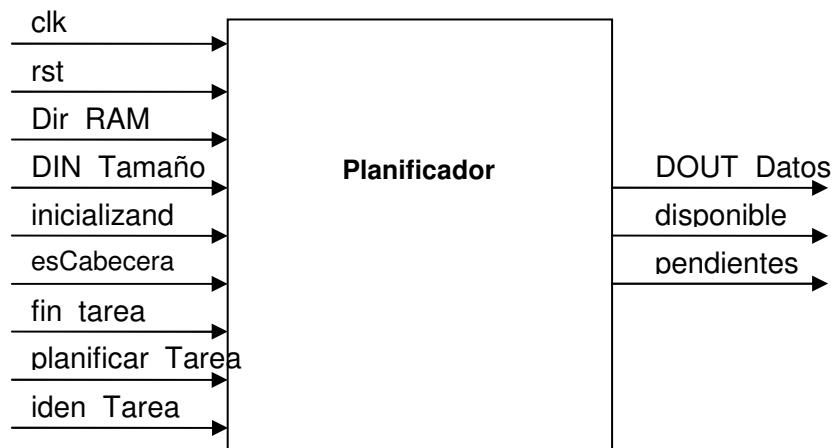 clk
rst
Dir RAM
DIN Tamaño
inicializand
esCabecera
fin tarea
planificar Tarea
iden Tarea
Planificador
DOUT Datos
disponible
pendientes